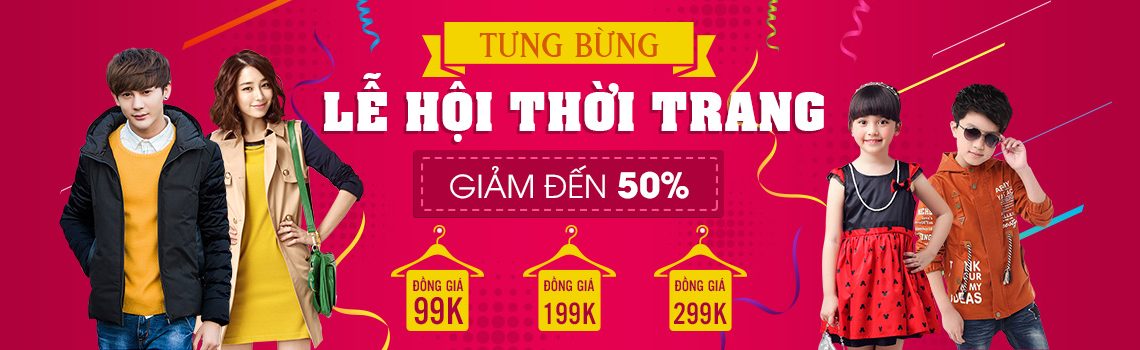 TƯNG BỪNG
LỄ HỘI THỜI TRANG
GIẢM ĐẾN 50%
ĐỒNG GIÁ
99K
ĐỒNG GIÁ
199K
ĐỒNG GIÁ
299K